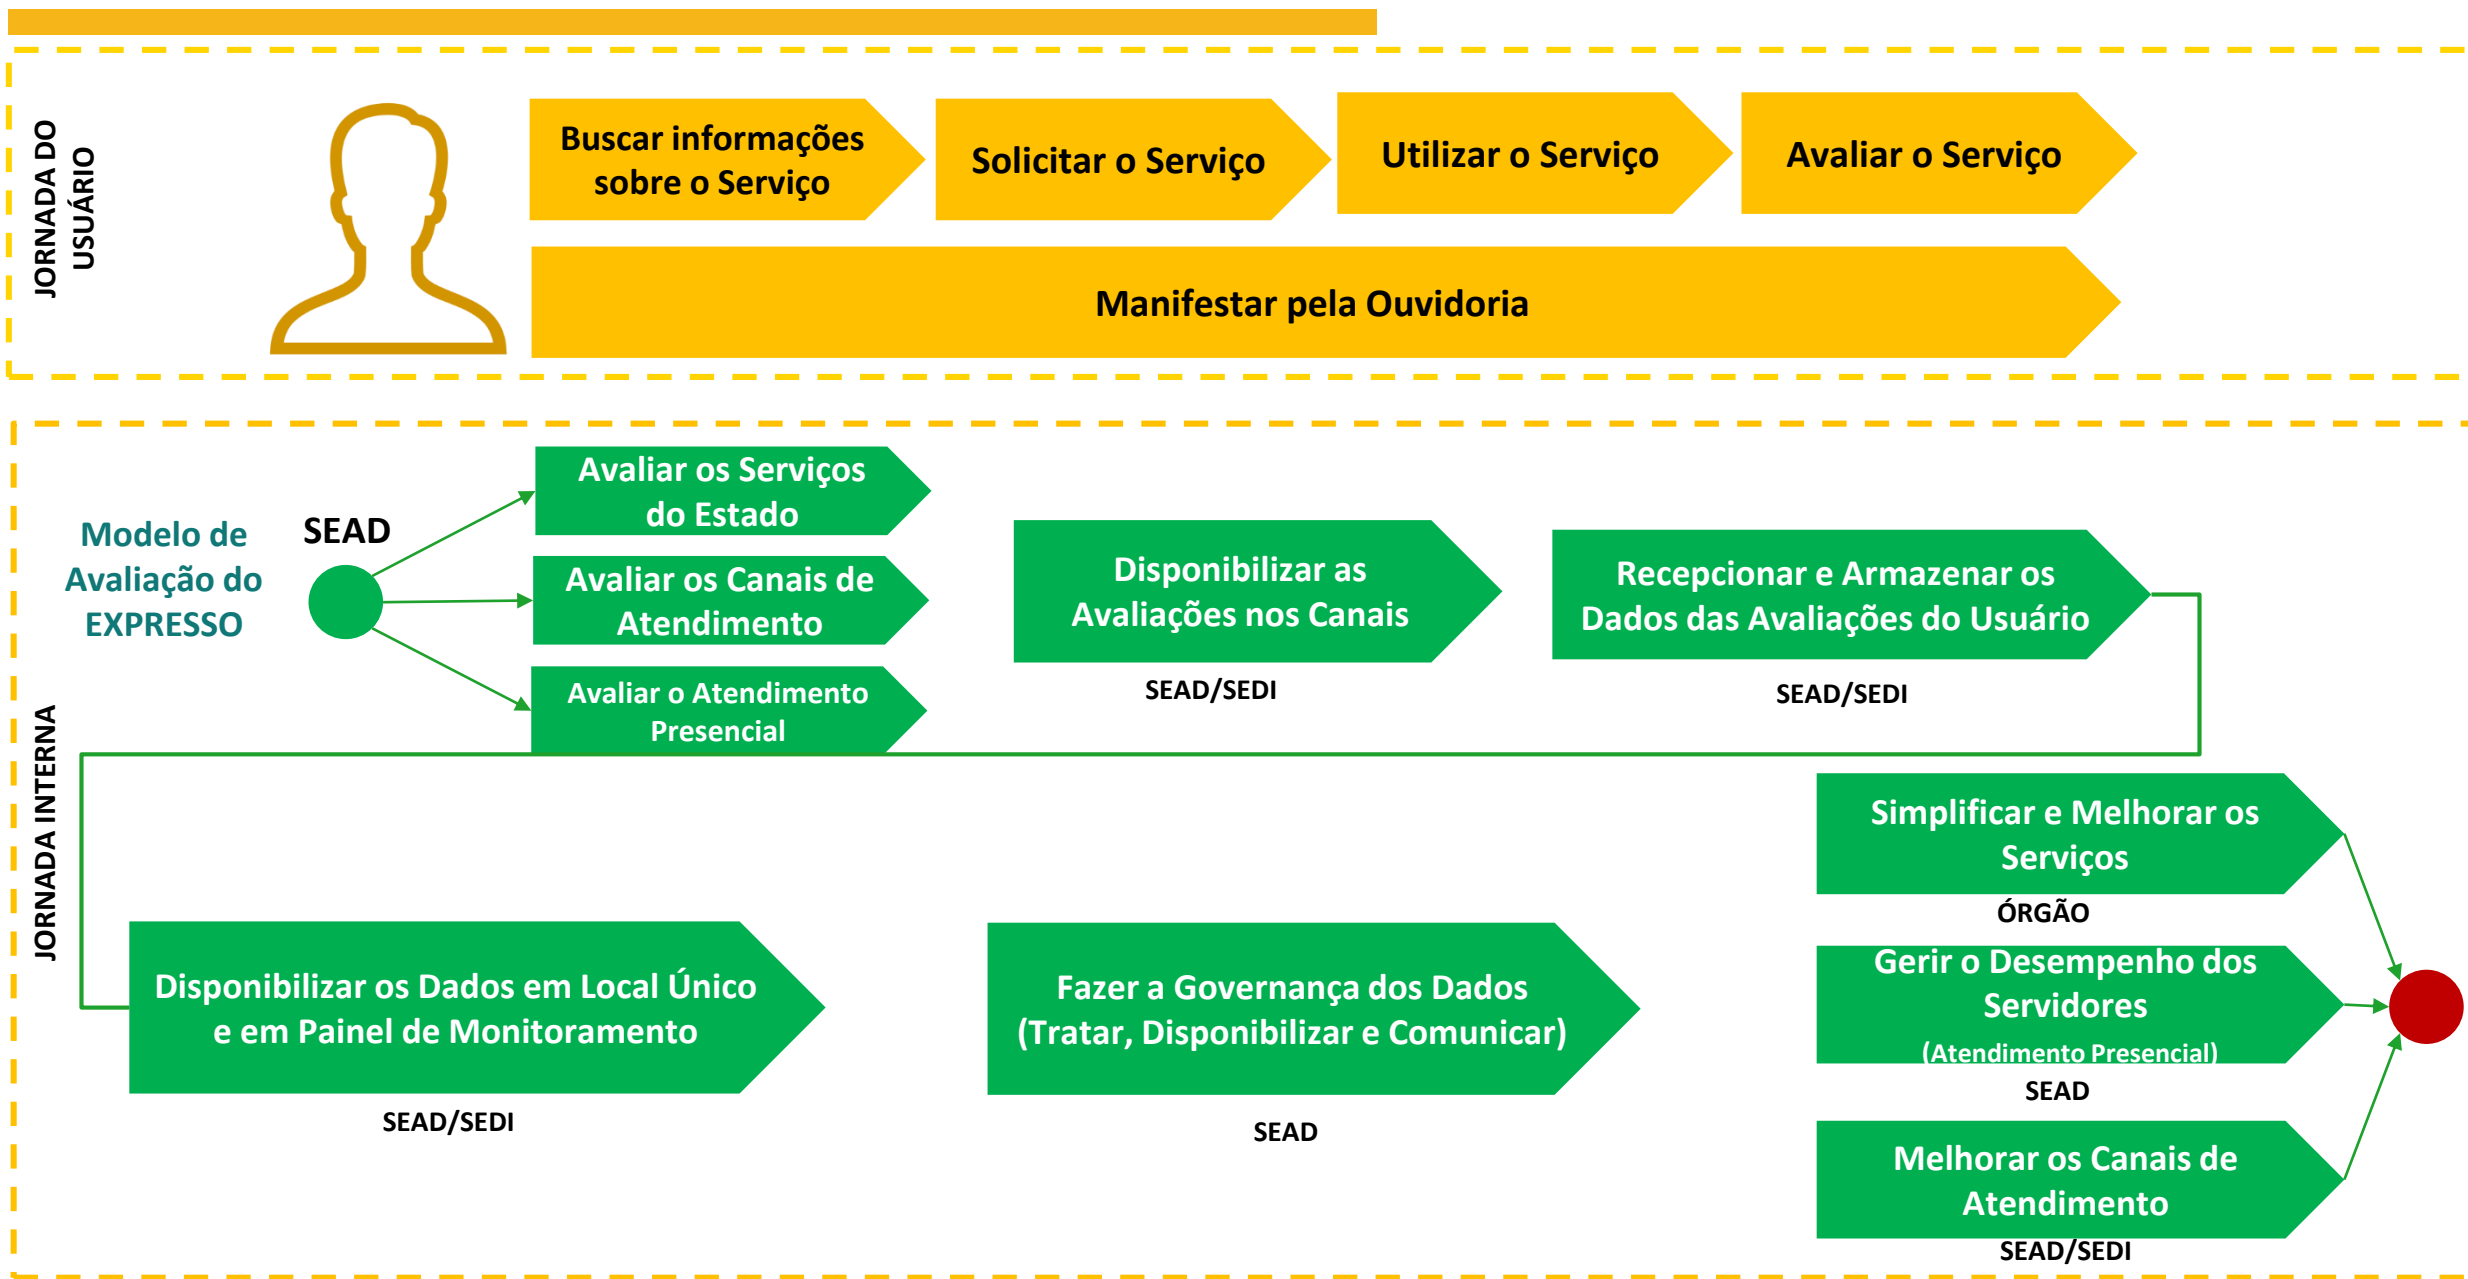 JORNADA DO
USUÁRIO
Buscar informações
sobre o Serviço
Solicitar o Serviço
Utilizar o Serviço
Avaliar o Serviço
Manifestar pela Ouvidoria
JORNADA INTERNA
Modelo de
Avaliação do
EXPRESSO
SEAD
Avaliar os Serviços
do Estado
Avaliar os Canais de
Atendimento
Avaliar o Atendimento
Presencial
Disponibilizar as
Avaliações nos Canais
SEAD/SEDI
Recepcionar e Armazenar os
Dados das Avaliações do Usuário
SEAD/SEDI
Disponibilizar os Dados em Local Único
e em Painel de Monitoramento
SEAD/SEDI
Fazer a Governança dos Dados
(Tratar, Disponibilizar e Comunicar)
SEAD
Simplificar e Melhorar os
Serviços
ÓRGÃO
Gerir o Desempenho dos
Servidores
(Atendimento Presencial)
SEAD
Melhorar os Canais de
Atendimento
SEAD/SEDI